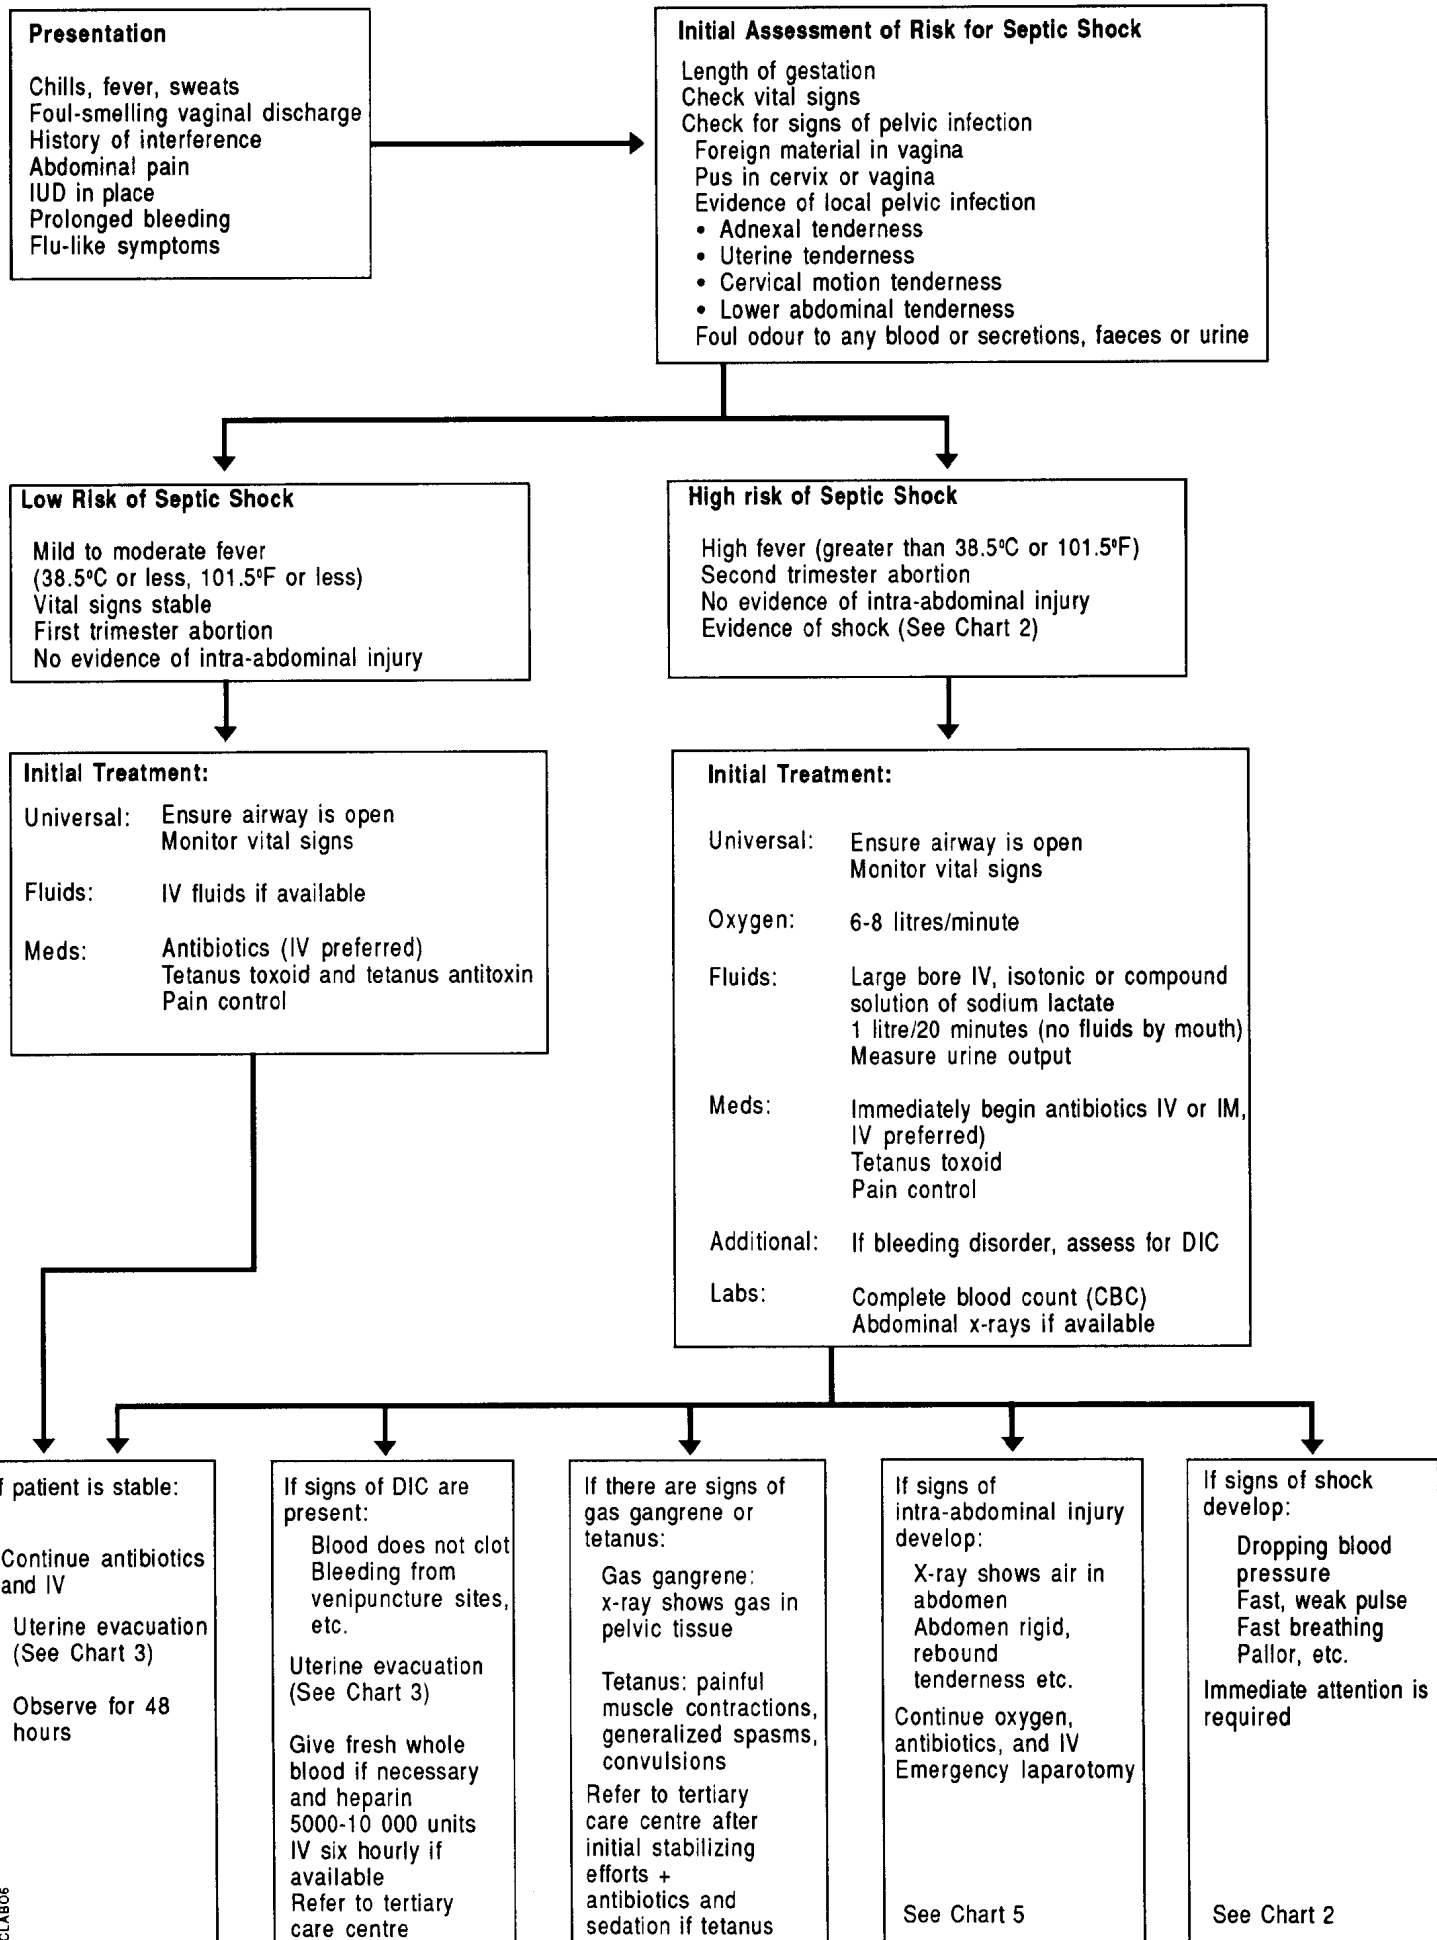 Presentation
Chills, fever, sweats
Foul-smelling vaginal discharge
History of interference
Abdominal pain
IUD in place
Prolonged bleeding
Flu-like symptoms
Initial Assessment of Risk for Septic Shock
Length of gestation
Check vital signs
Check for signs of pelvic infection
Foreign material in vagina
Pus in cervix or vagina
Evidence of local pelvic infection
• Adnexal tenderness
• Uterine tenderness
• Cervical motion tenderness
• Lower abdominal tenderness
Foul odour to any blood or secretions, faeces or urine
Low Risk of Septic Shock
Mild to moderate fever
(38.5ºC or less, 101.5ºF or less)
Vital signs stable
First trimester abortion
No evidence of intra-abdominal injury
High risk of Septic Shock
High fever (greater than 38.5ºC or 101.5ºF)
Second trimester abortion
No evidence of intra-abdominal injury
Evidence of shock (See Chart 2)
Initial Treatment:
Universal: Ensure airway is open
Monitor vital signs
Fluids: IV fluids if available
Meds: Antibiotics (IV preferred)
Tetanus toxoid and tetanus antitoxin
Pain control
Initial Treatment:
Universal: Ensure airway is open
Monitor vital signs
Oxygen: 6-8 litres/minute
Fluids: Large bore IV, isotonic or compound
solution of sodium lactate
1 litre/20 minutes (no fluids by mouth)
Measure urine output
Meds: Immediately begin antibiotics IV or IM,
IV preferred)
Tetanus toxoid
Pain control
Additional: If bleeding disorder, assess for DIC
Labs: Complete blood count (CBC)
Abdominal x-rays if available
f patient is stable:
Continue antibiotics
and IV
Uterine evacuation
(See Chart 3)
Observe for 48
hours
If signs of DIC are
present:
Blood does not clot
Bleeding from
venipuncture sites,
etc.
Uterine evacuation
(See Chart 3)
Give fresh whole
blood if necessary
and heparin
5000-10 000 units
IV six hourly if
available
Refer to tertiary
care centre
If there are signs of
gas gangrene or
tetanus:
Gas gangrene:
x-ray shows gas in
pelvic tissue
Tetanus: painful
muscle contractions,
generalized spasms,
convulsions
Refer to tertiary
care centre after
initial stabilizing
efforts +
antibiotics and
sedation if tetanus
If signs of
intra-abdominal injury
develop:
X-ray shows air in
abdomen
Abdomen rigid,
rebound
tenderness etc.
Continue oxygen,
antibiotics, and IV
Emergency laparotomy
See Chart 5
If signs of shock
develop:
Dropping blood
pressure
Fast, weak pulse
Fast breathing
Pallor, etc.
Immediate attention is
required
See Chart 2